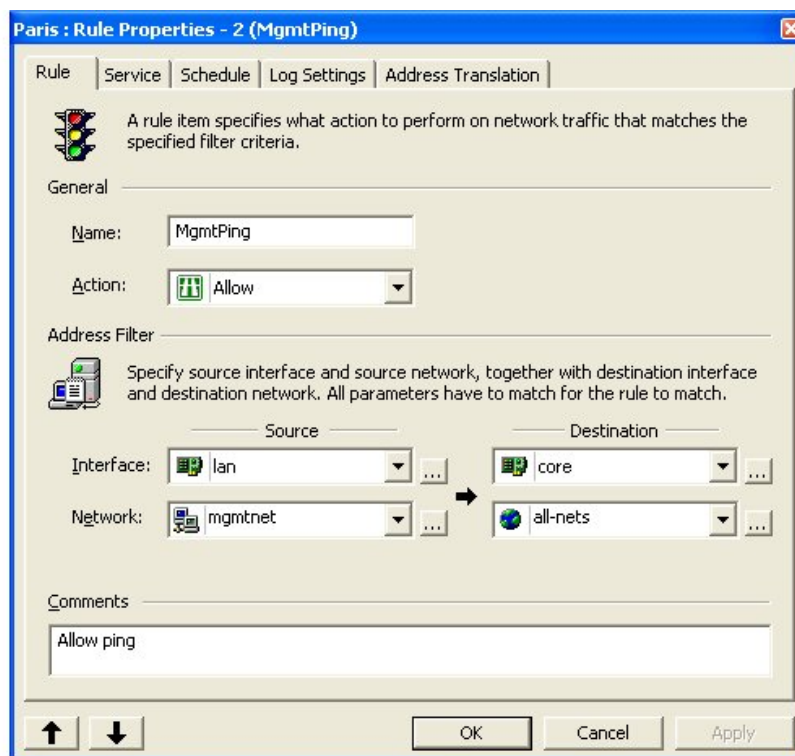 Paris : Rule Properties - 2 (MgmtPing)
Rule Service Schedule Log Settings Address Translation
A rule item specifies what action to perform on network traffic that matches the
specified filter criteria.
General
Name: MgmtPing
Action: Allow
Address Filter
Specify source interface and source network, together with destination interface
and destination network. All parameters have to match for the rule to match.
Source Destination
Interface: lan ... core ...
Network: mgmtnet ... all-nets ...
Comments
Allow ping
OK Cancel Apply